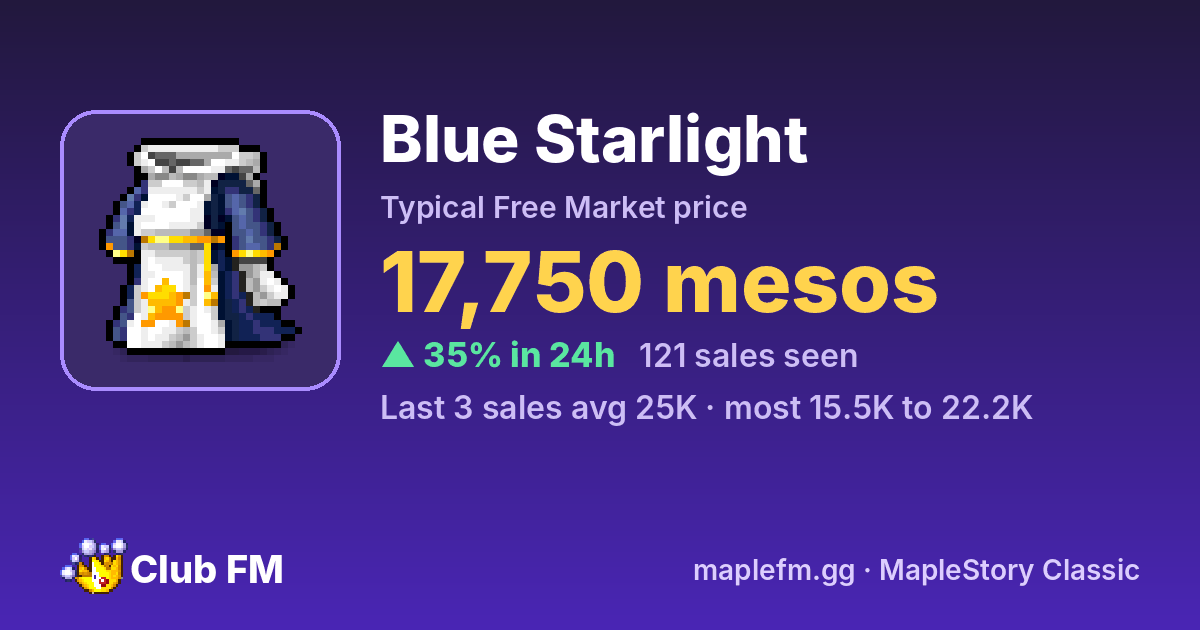 Blue Starlight
Typical Free Market price
17,750 mesos
▲ 35% in 24h 121 sales seen
Last 3 sales avg 25K · most 15.5K to 22.2K
Club FM
maplefm.gg · MapleStory Classic